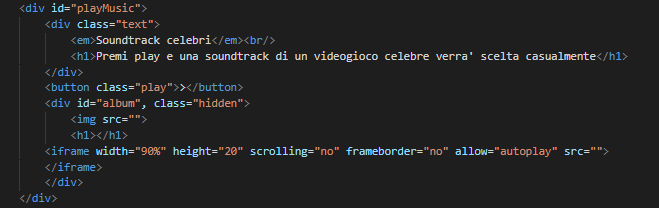 <div id="playMusic">
<div class="text">
<em>Soundtrack celebri</em><br/>
<h1>Premi play e una soundtrack di un videogioco celebre verra' scelta casualmente</h1>
</div>
<button class="play">></button>
<div id="album", class="hidden">
<img src="">
<h1></h1>
<iframe width="90%" height="20" scrolling="no" frameborder="no" allow="autoplay" src="">
</iframe>
</div>
</div>